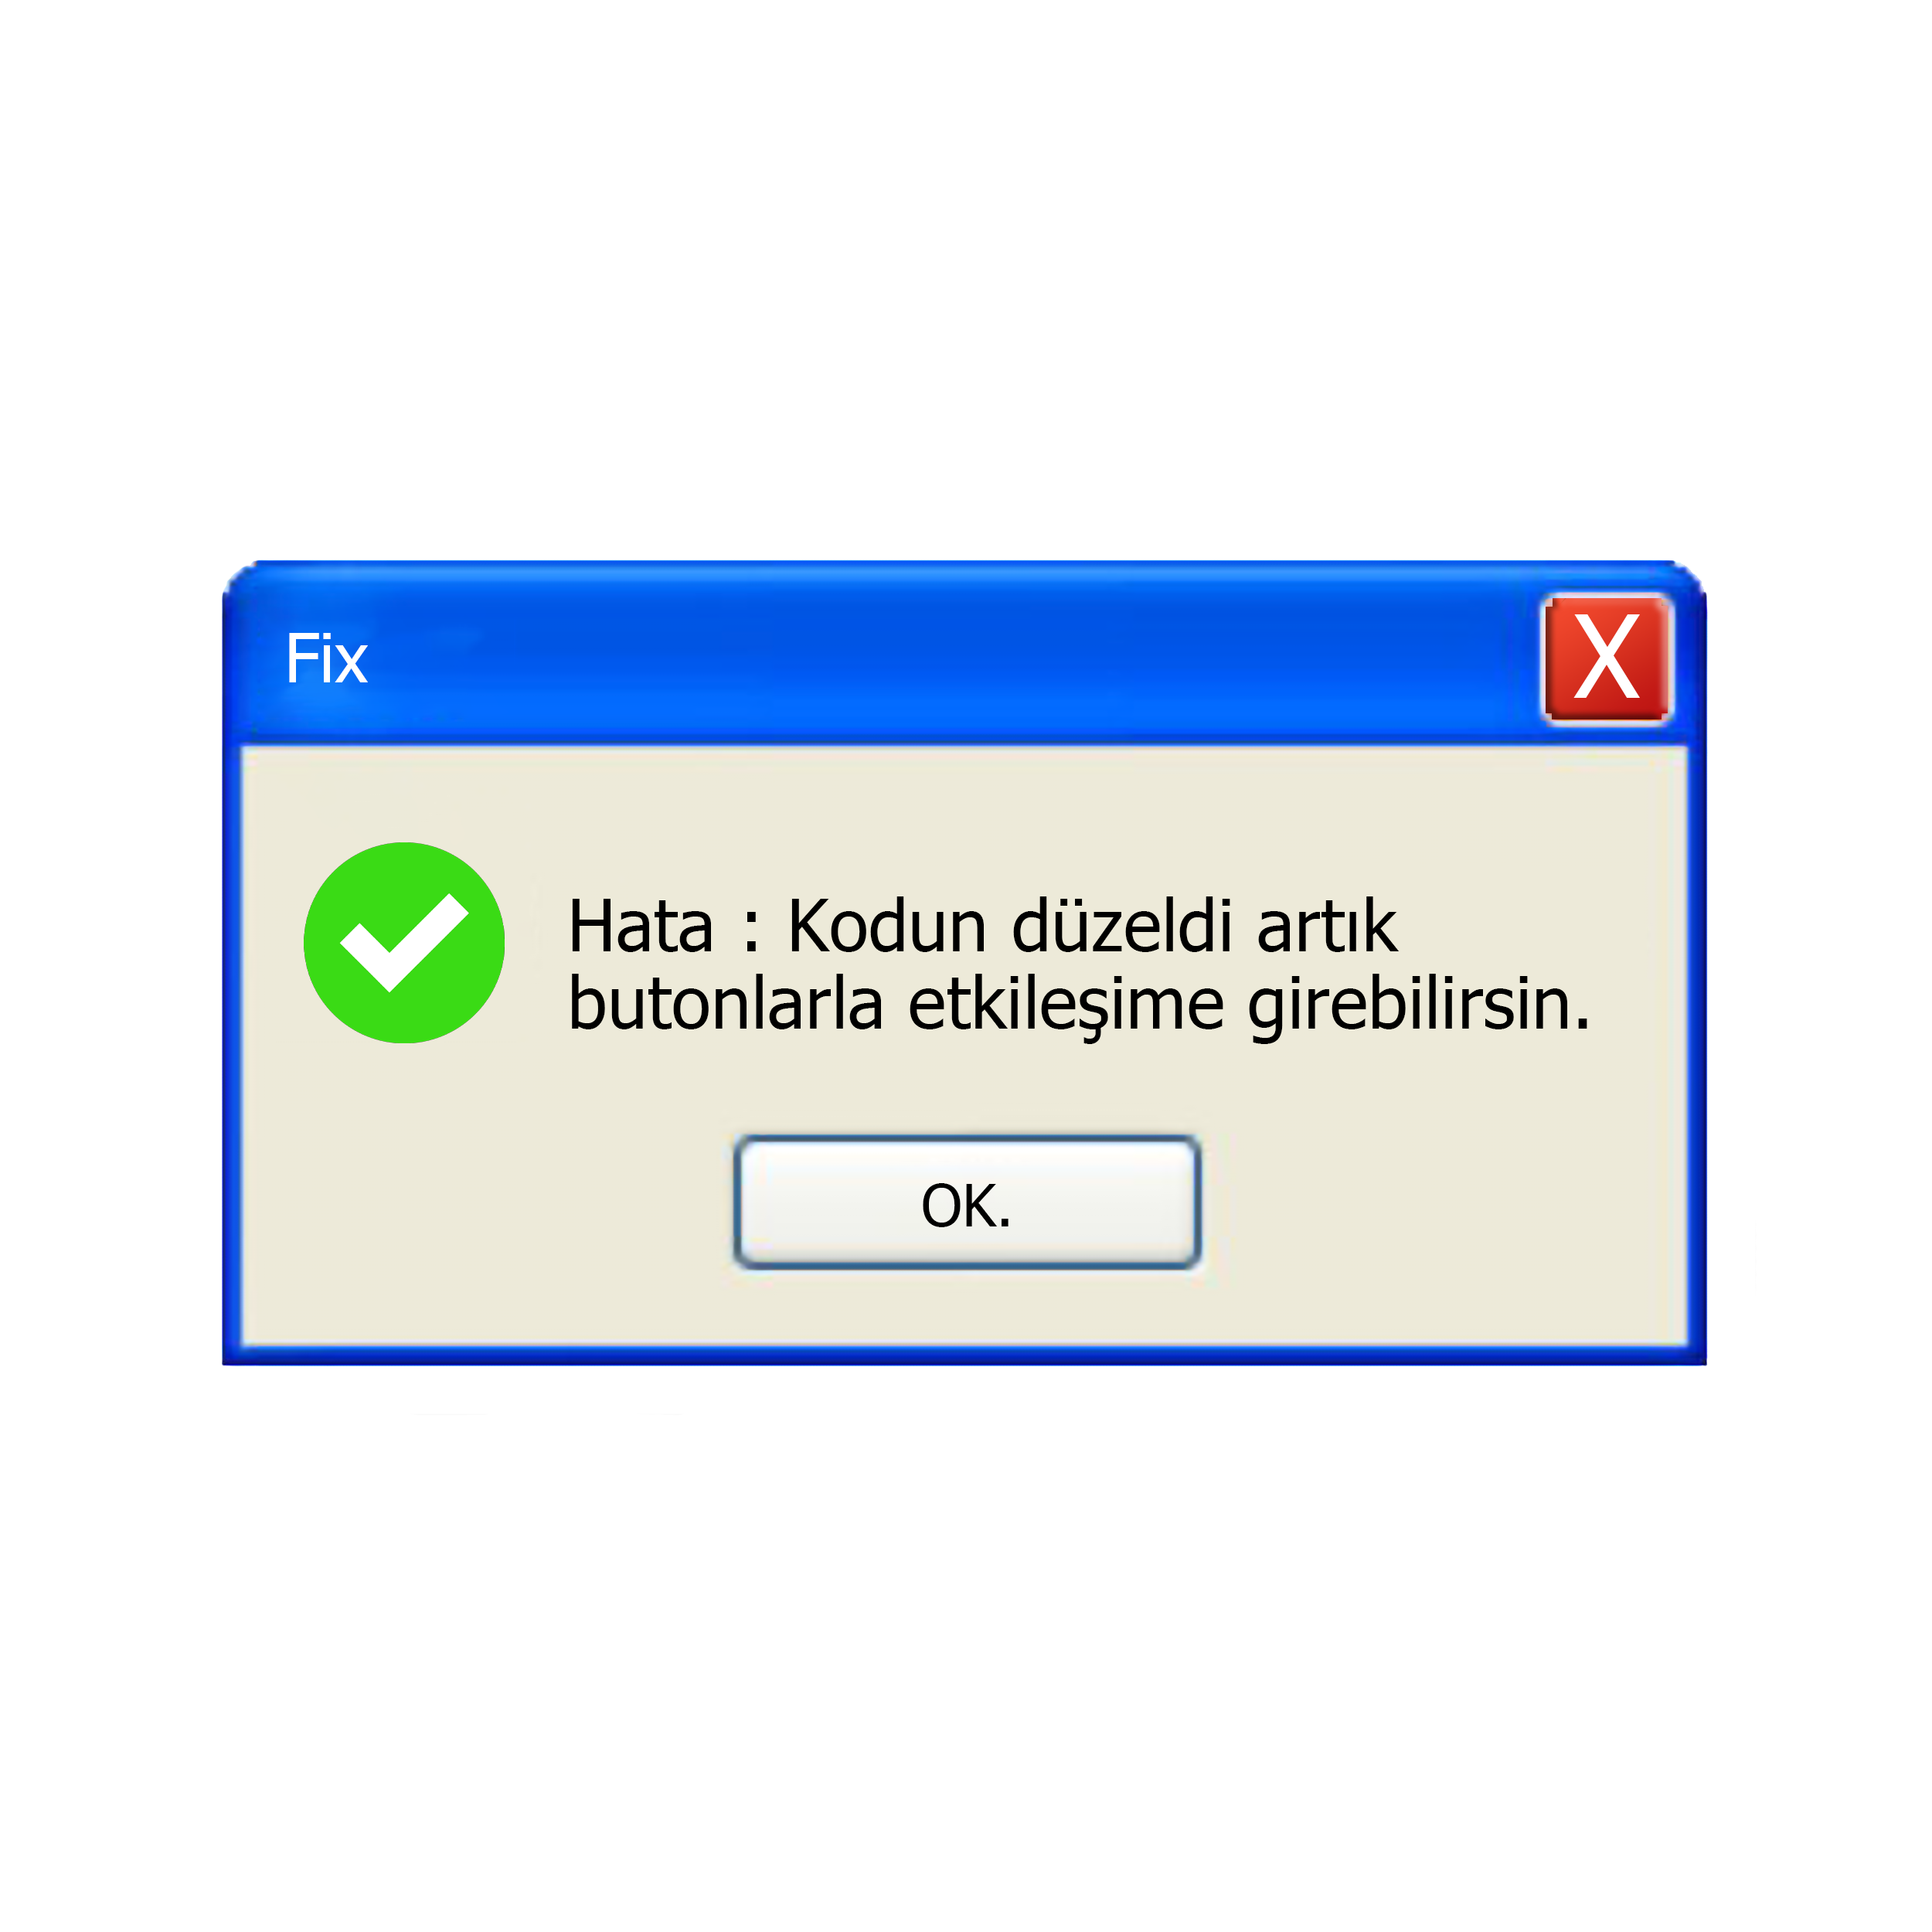 Fix
X
Hata : Kodun düzeldi artık
butonlarla etkileşime girebilirsin.
OK.